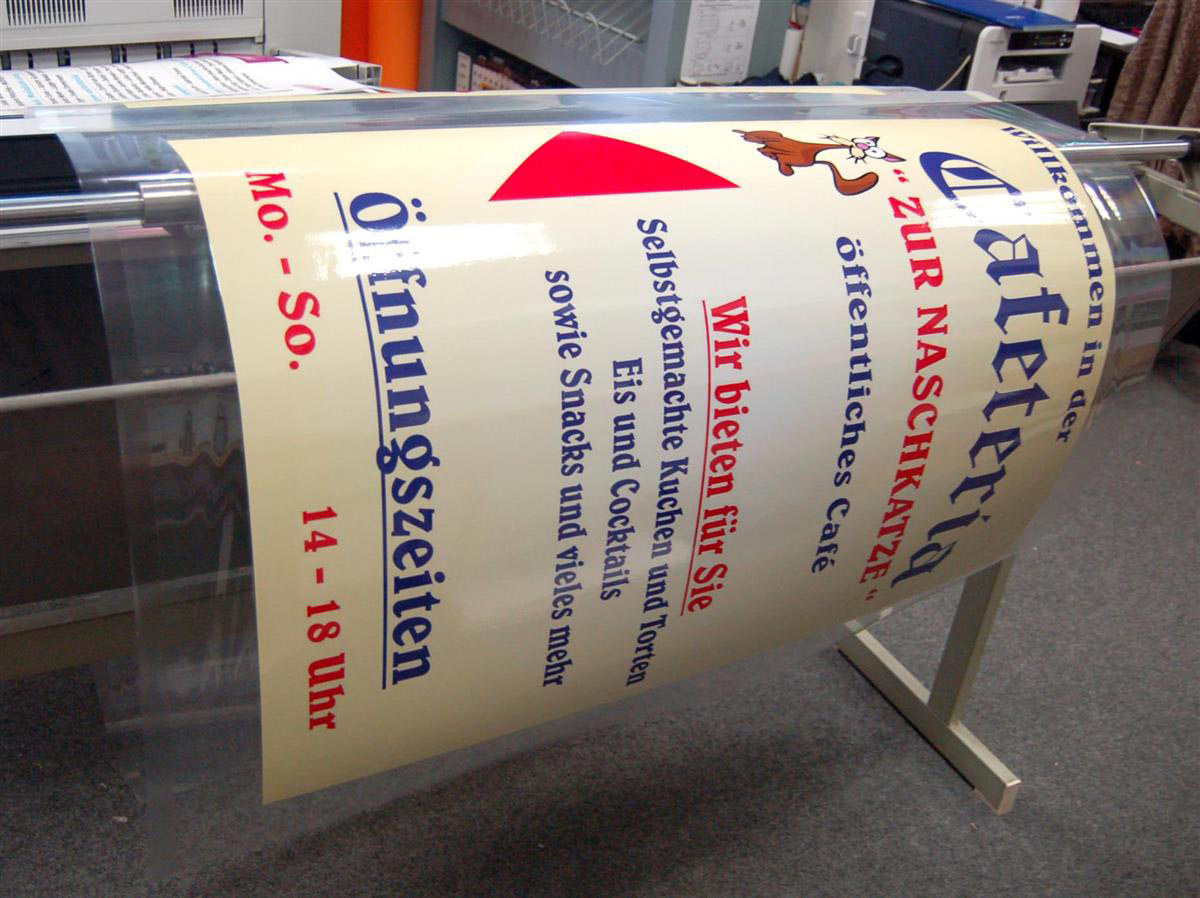 Willkommen in der
Cafeteria
"ZUR NASCHKATZE"
öffentliches Café
Wir bieten für Sie
Selbstgemachte Kuchen und Torten
Eis und Cocktails
sowie Snacks und vieles mehr
Öffnungszeiten
Mo. - So. 14 - 18 Uhr